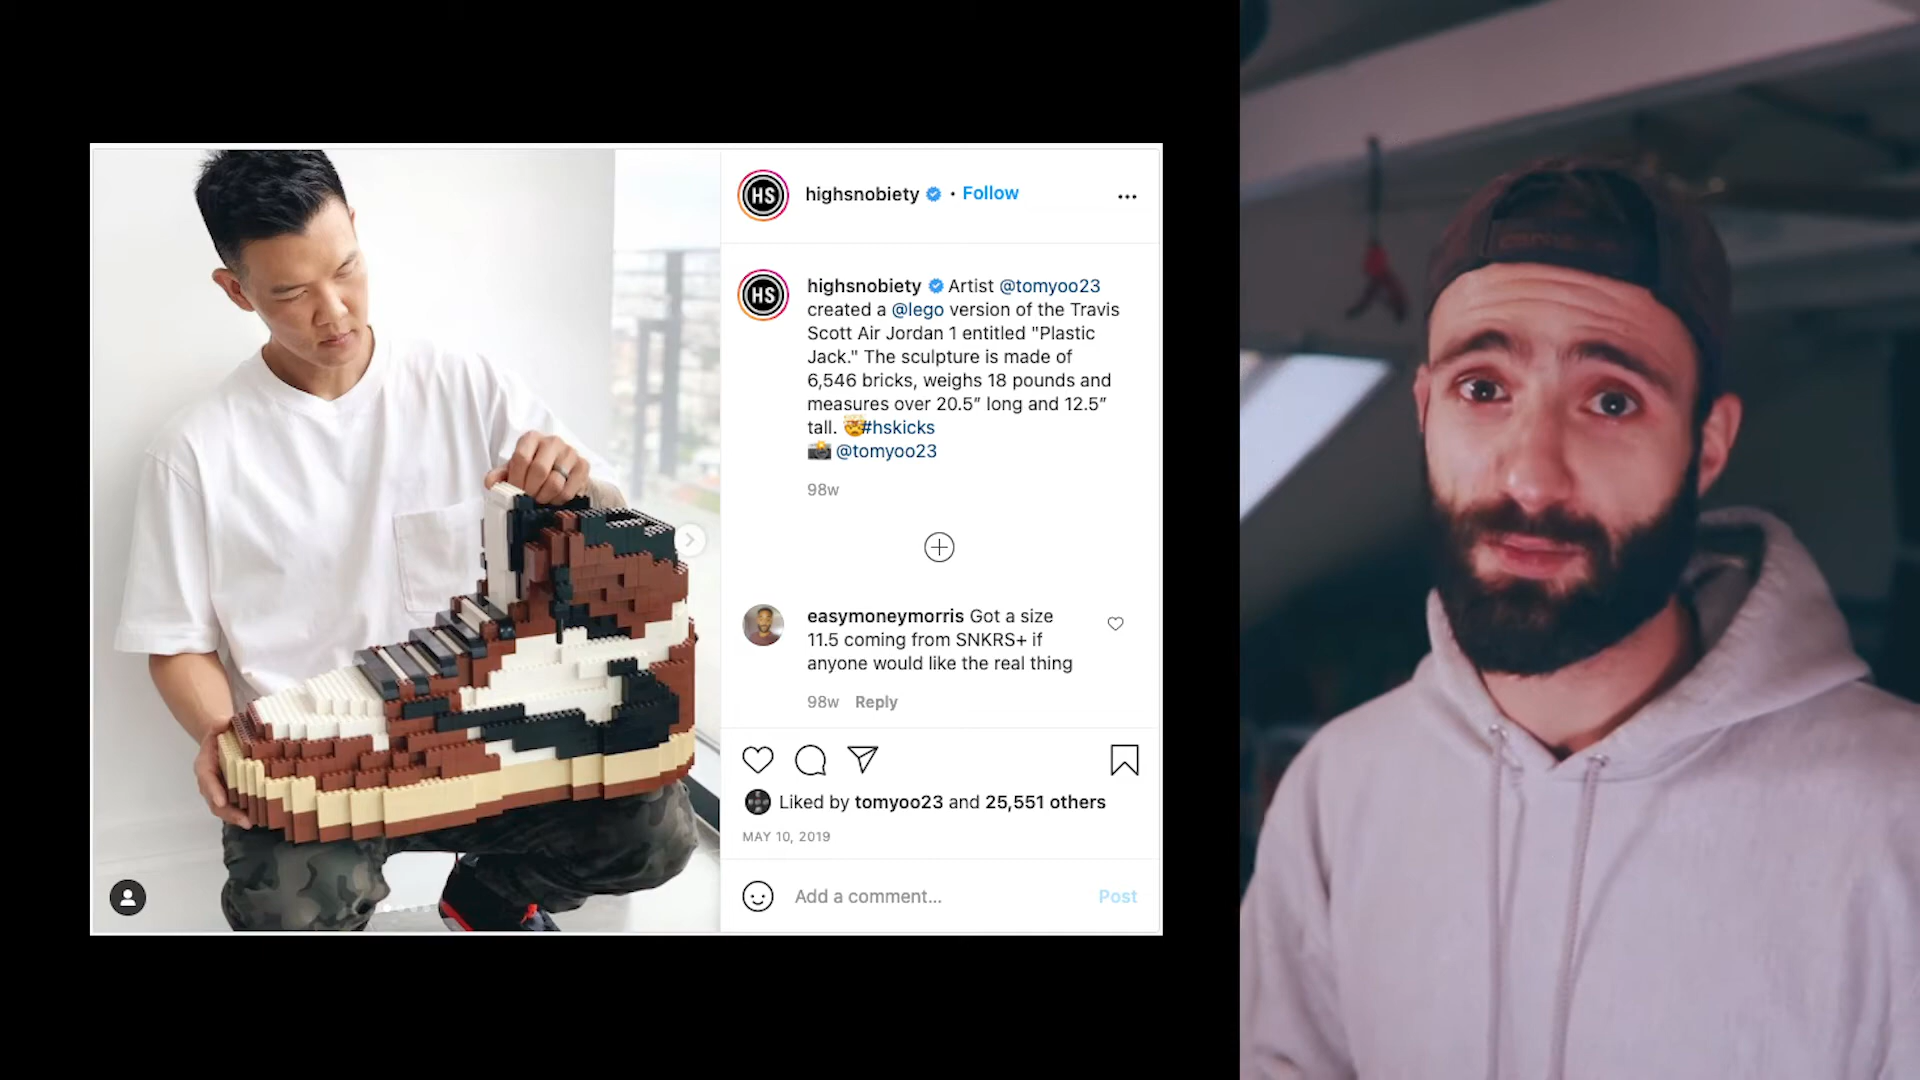 HS
highsnobiety • Follow
HS
highsnobiety Artist @tomyoo23
created a @lego version of the Travis
Scott Air Jordan 1 entitled "Plastic
Jack." The sculpture is made of
6,546 bricks, weighs 18 pounds and
measures over 20.5” long and 12.5”
tall. 🤯#hskicks
📸 @tomyoo23
98w
easymoneymorris Got a size
11.5 coming from SNKRS+ if
anyone would like the real thing
98w Reply
Liked by tomyoo23 and 25,551 others
MAY 10, 2019
Add a comment... Post